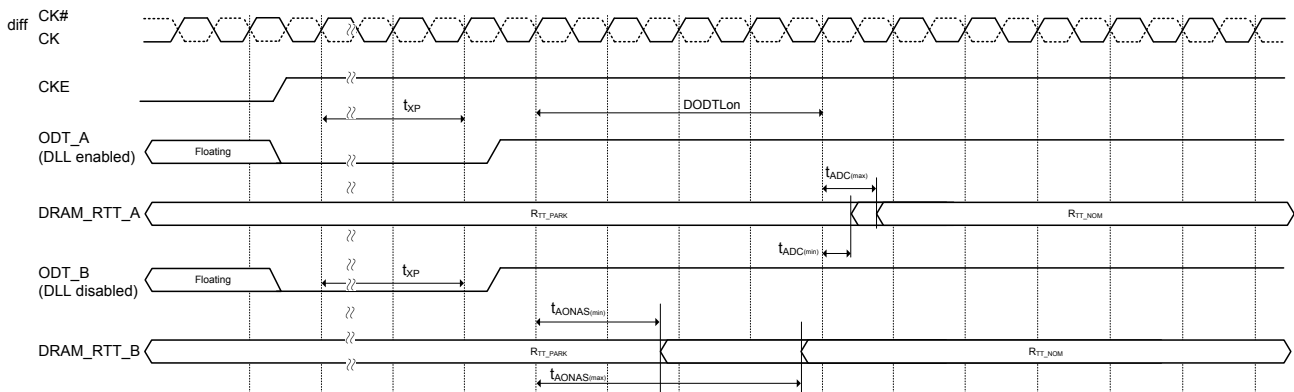 diff CK#
CK
CKE
tXP
DODTLon
ODT_A
(DLL enabled)
Floating
tADC(max)
DRAM_RTT_A
RTT_PARK
RTT_NOM
tADC(min)
ODT_B
(DLL disabled)
Floating
tXP
tAONAS(min)
DRAM_RTT_B
RTT_PARK
RTT_NOM
tAONAS(max)